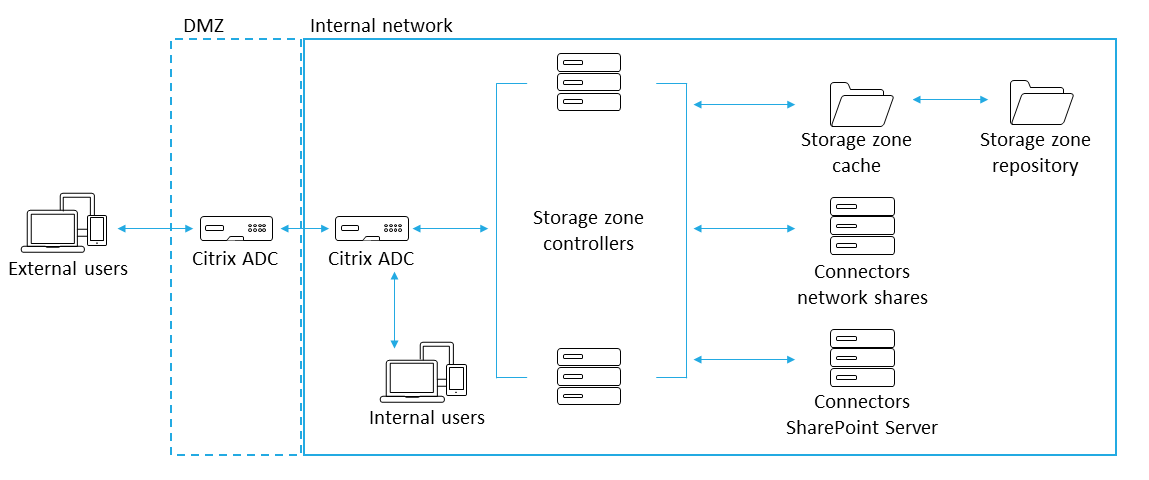 DMZ
Internal network
Storage zone
cache
Storage zone
repository
Storage zone
controllers
External users
Citrix ADC
Citrix ADC
Connectors
network shares
Internal users
Connectors
SharePoint Server